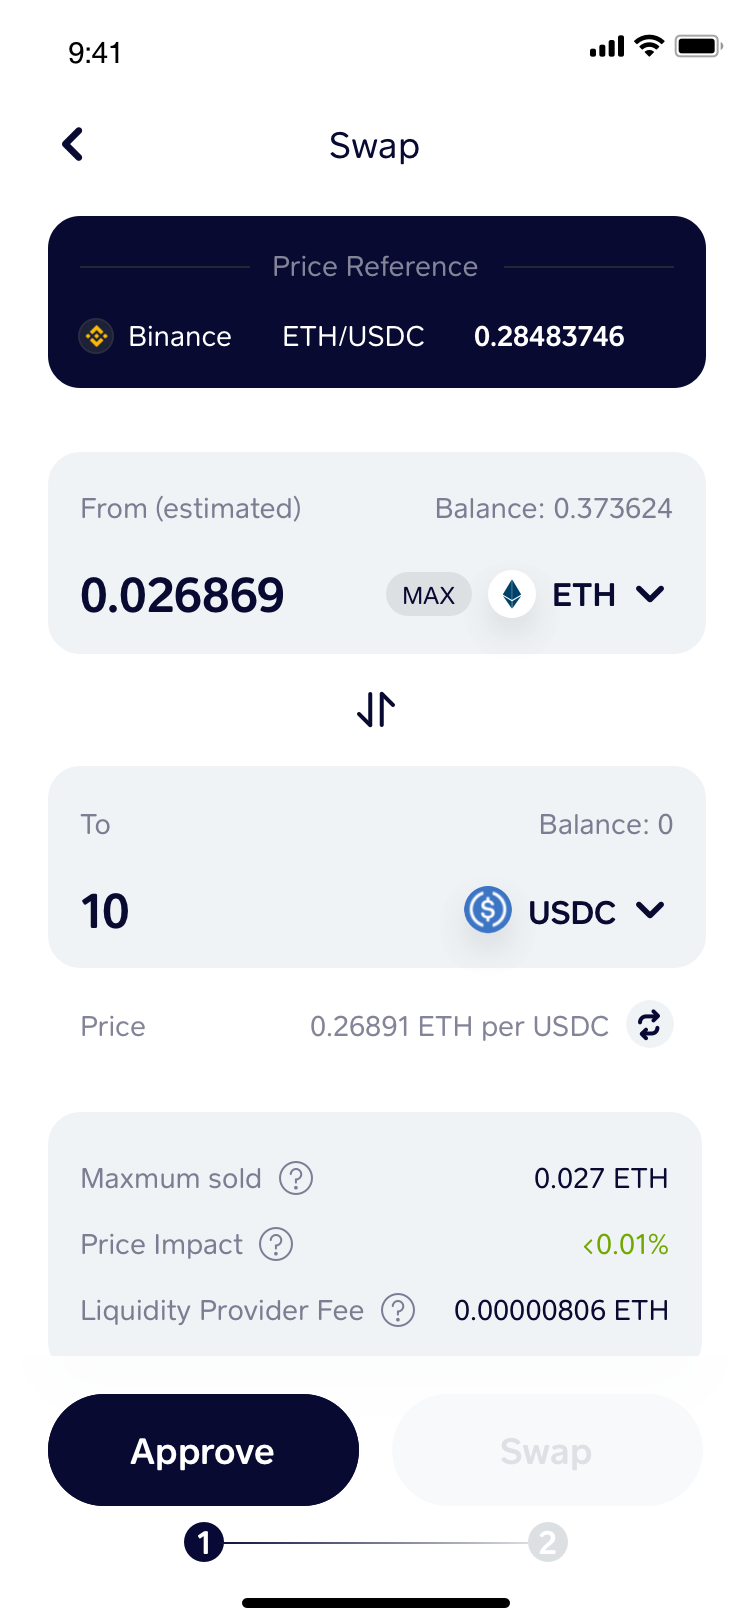 9:41
Swap
Price Reference
Binance ETH/USDC 0.28483746
From (estimated) Balance: 0.373624
0.026869 MAX ETH
To Balance: 0
10 USDC
Price 0.26891 ETH per USDC
Maxmum sold ? 0.027 ETH
Price Impact ? <0.01%
Liquidity Provider Fee ? 0.00000806 ETH
Approve Swap
1 2